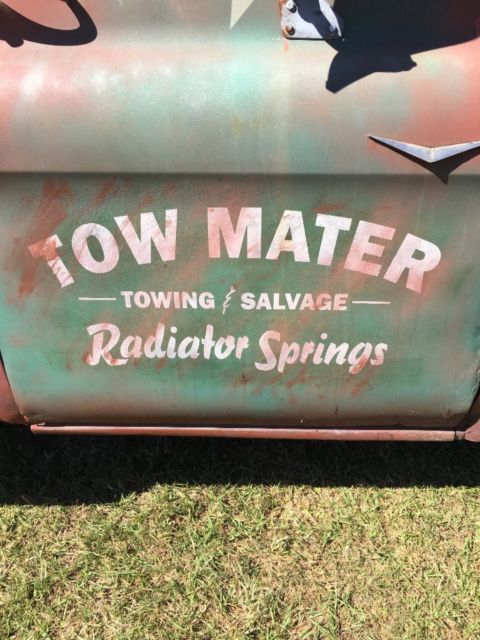 TOW MATER
TOWING & SALVAGE
Radiator Springs